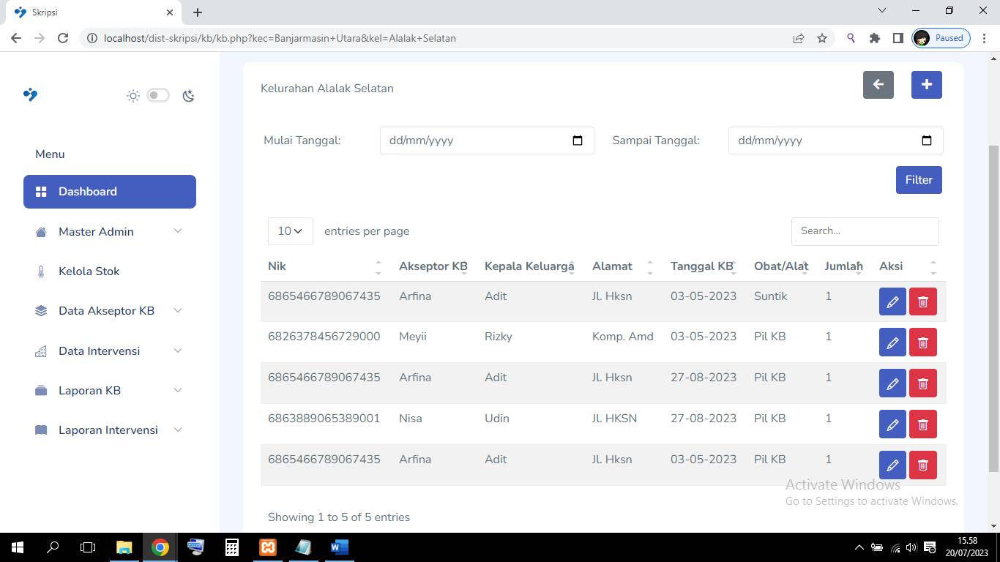 Skripsi
localhost/dist-skripsi/kb/kb.php?kec=Banjarmasin+Utara&kel=Alalak+Selatan
Paused
Menu
Dashboard
Master Admin
Kelola Stok
Data Akseptor KB
Data Intervensi
Laporan KB
Laporan Intervensi
Kelurahan Alalak Selatan
Mulai Tanggal: dd/mm/yyyy Sampai Tanggal: dd/mm/yyyy
Filter
10 entries per page Search...
Nik Akseptor KB Kepala Keluarga Alamat Tanggal KB Obat/Alat Jumlah Aksi
6865466789067435 Arfina Adit Jl. Hksn 03-05-2023 Suntik 1
6826378456729000 Meyii Rizky Komp. Amd 03-05-2023 Pil KB 1
6865466789067435 Arfina Adit Jl. Hksn 27-08-2023 Pil KB 1
6863889065389001 Nisa Udin Jl. HKSN 27-08-2023 Pil KB 1
6865466789067435 Arfina Adit Jl. Hksn 03-05-2023 Pil KB 1
Showing 1 to 5 of 5 entries
Activate Windows
Go to Settings to activate Windows.
15.58
20/07/2023